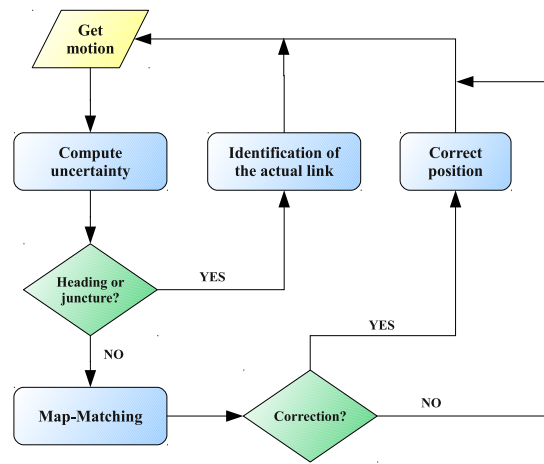 Get
motion
Compute
uncertainty
Identification of
the actual link
Correct
position
Heading or
juncture?
YES
NO
YES
Map-Matching
Correction?
NO